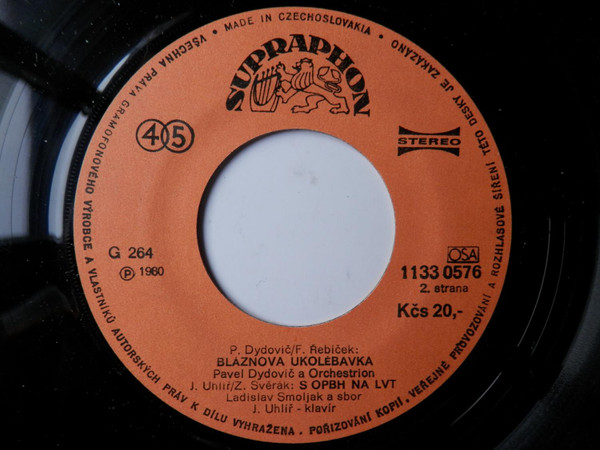 VŠECHNA PRÁVA GRAMOFONOVÉHO VÝROBCE A VLASTNÍKŮ AUTORSKÝCH PRÁV K DÍLU VYHRAŽENA. POŘIZOVÁNÍ KOPIÍ, VEŘEJNÉ PROVOZOVÁNÍ A ROZHLASOVÉ ŠÍŘENÍ TÉTO DESKY JE ZAKÁZÁNO • MADE IN CZECHOSLOVAKIA •
SUPRAPHON
45
STEREO
G 264
Ⓟ 1980
OSA
1133 0576
2. strana
Kčs 20,-
P. Dydovič/F. Řebíček:
BLÁZNOVA UKOLÉBAVKA
Pavel Dydovič a Orchestrion
J. Uhlíř/Z. Svěrák: S OPBH NA LVT
Ladislav Smoljak a sbor
J. Uhlíř - klavír